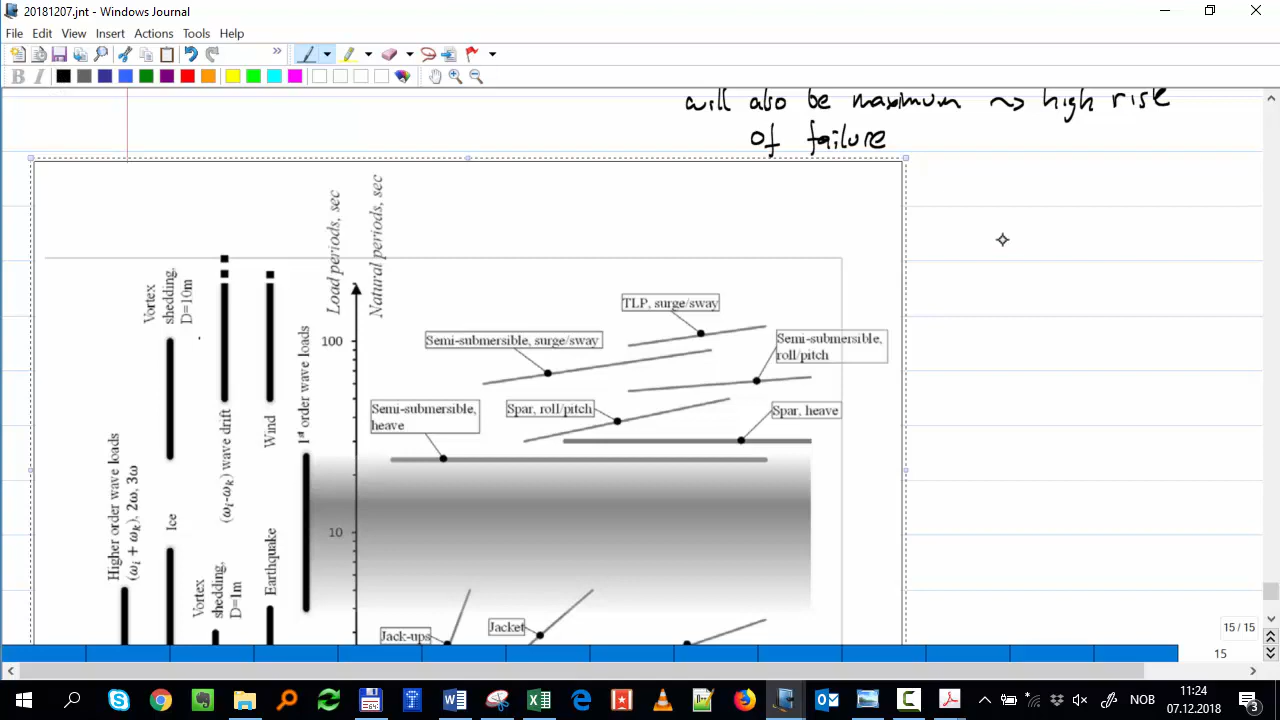 20181207.jnt - Windows Journal
File Edit View Insert Actions Tools Help
B I
will also be maximum ~> high risk
of failure
Load periods, sec
Natural periods, sec
Vortex
shedding,
D=10m
TLP, surge/sway
100
Semi-submersible, surge/sway
Semi-submersible,
roll/pitch
1st order wave loads
Semi-submersible,
heave
Spar, roll/pitch
Spar, heave
(ωi-ωk) wave drift
Wind
Higher order wave loads
(ωi + ωk), 2ω, 3ω
Ice
10
Earthquake
Vortex
shedding,
D=1m
Jack-ups
Jacket
15 / 15
15
NOB
11:24
07.12.2018
3